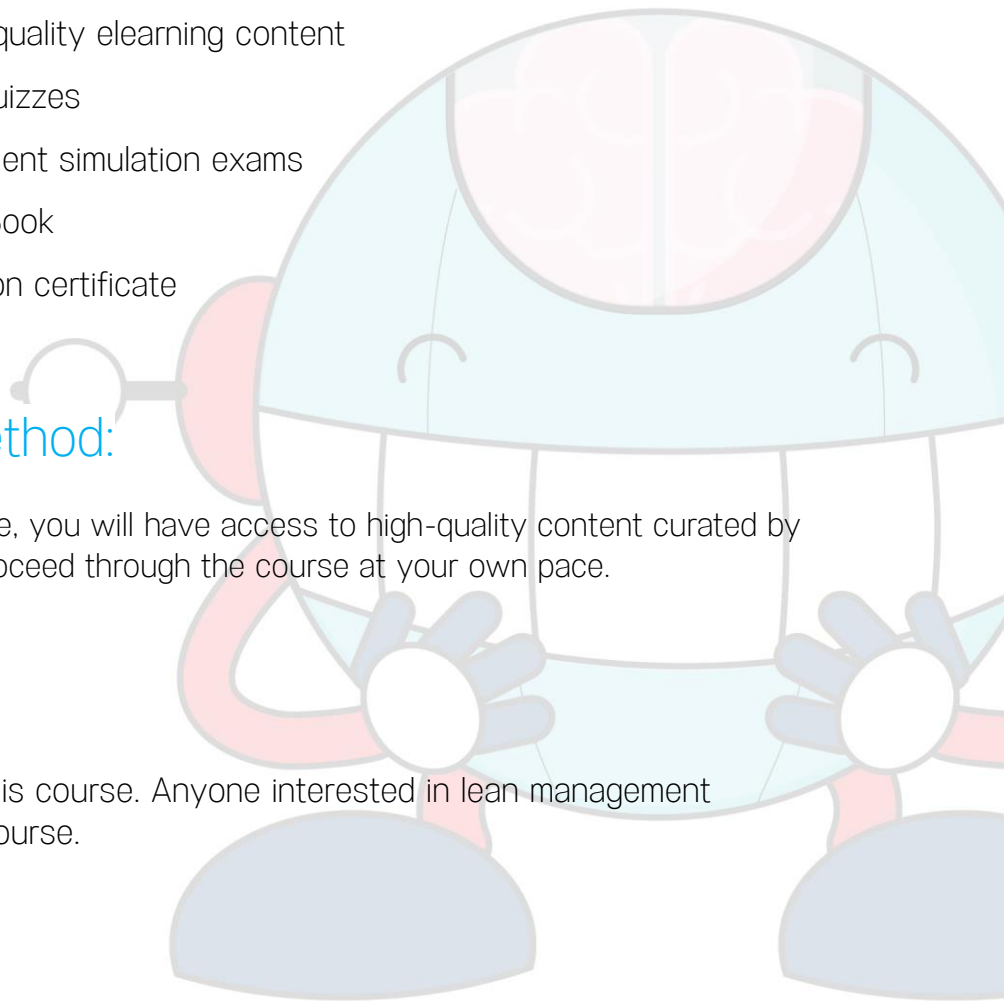 quality elearning content
uizzes
ent simulation exams
Book
on certificate
ethod:
e, you will have access to high-quality content curated by
oceed through the course at your own pace.
is course. Anyone interested in lean management
ourse.